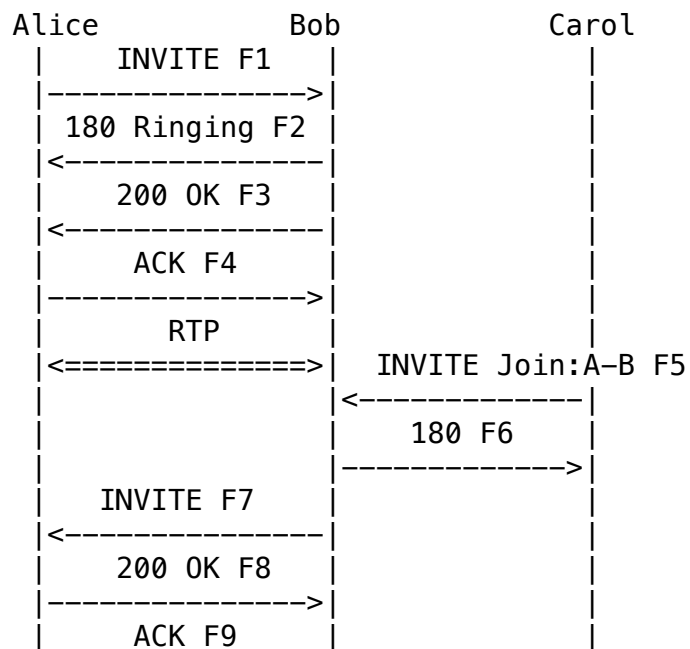 Alice Bob Carol
INVITE F1
180 Ringing F2
200 OK F3
ACK F4
RTP
INVITE Join:A-B F5
180 F6
INVITE F7
200 OK F8
ACK F9